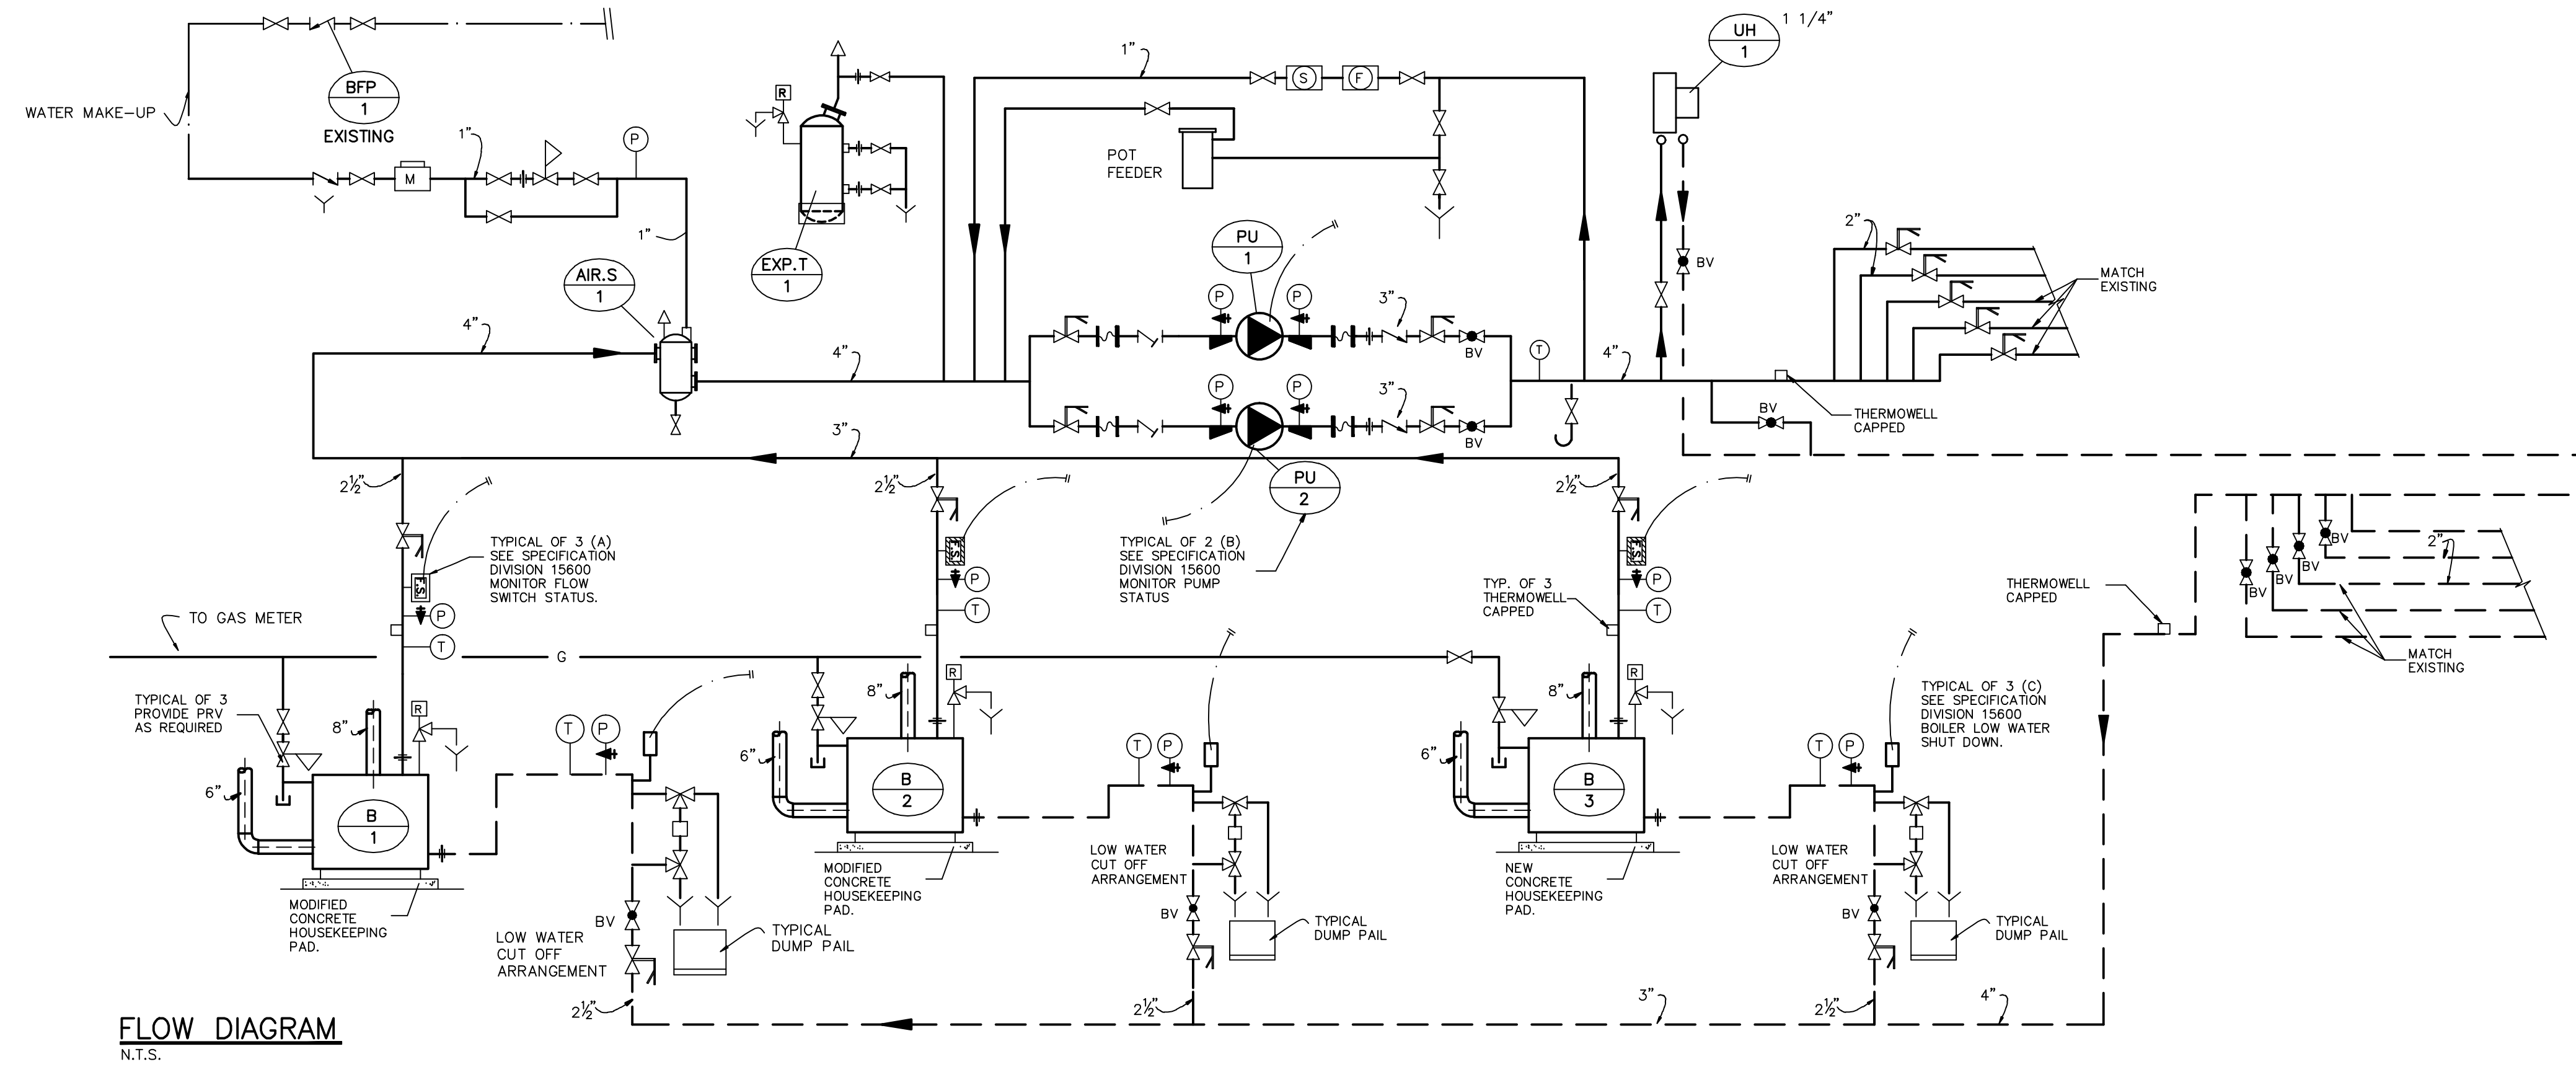 1 1/4"
UH
1
BFP
1
EXISTING
WATER MAKE-UP
1"
P
M
1"
R
EXP.T
1
AIR.S
1
1"
S
F
POT
FEEDER
PU
1
P
P
3"
BV
P
P
3"
BV
PU
2
4"
4"
3"
T
4"
BV
BV
THERMOWELL
CAPPED
2"
MATCH
EXISTING
2½"
2½"
2½"
TYPICAL OF 3 (A)
SEE SPECIFICATION
DIVISION 15600
MONITOR FLOW
SWITCH STATUS.
F.S.
P
T
F.S.
P
T
TYPICAL OF 2 (B)
SEE SPECIFICATION
DIVISION 15600
MONITOR PUMP
STATUS
TYP. OF 3
THERMOWELL
CAPPED
F.S.
P
T
THERMOWELL
CAPPED
BV
BV
BV
BV
2"
MATCH
EXISTING
TO GAS METER
G
TYPICAL OF 3
PROVIDE PRV
AS REQUIRED
8"
R
6"
B
1
MODIFIED
CONCRETE
HOUSEKEEPING
PAD.
T
P
BV
LOW WATER
CUT OFF
ARRANGEMENT
TYPICAL
DUMP PAIL
2½"
8"
R
6"
B
2
MODIFIED
CONCRETE
HOUSEKEEPING
PAD.
T
P
LOW WATER
CUT OFF
ARRANGEMENT
BV
TYPICAL
DUMP PAIL
2½"
8"
R
6"
B
3
NEW
CONCRETE
HOUSEKEEPING
PAD.
T
P
TYPICAL OF 3 (C)
SEE SPECIFICATION
DIVISION 15600
BOILER LOW WATER
SHUT DOWN.
LOW WATER
CUT OFF
ARRANGEMENT
BV
TYPICAL
DUMP PAIL
3"
2½"
4"
FLOW DIAGRAM
N.T.S.